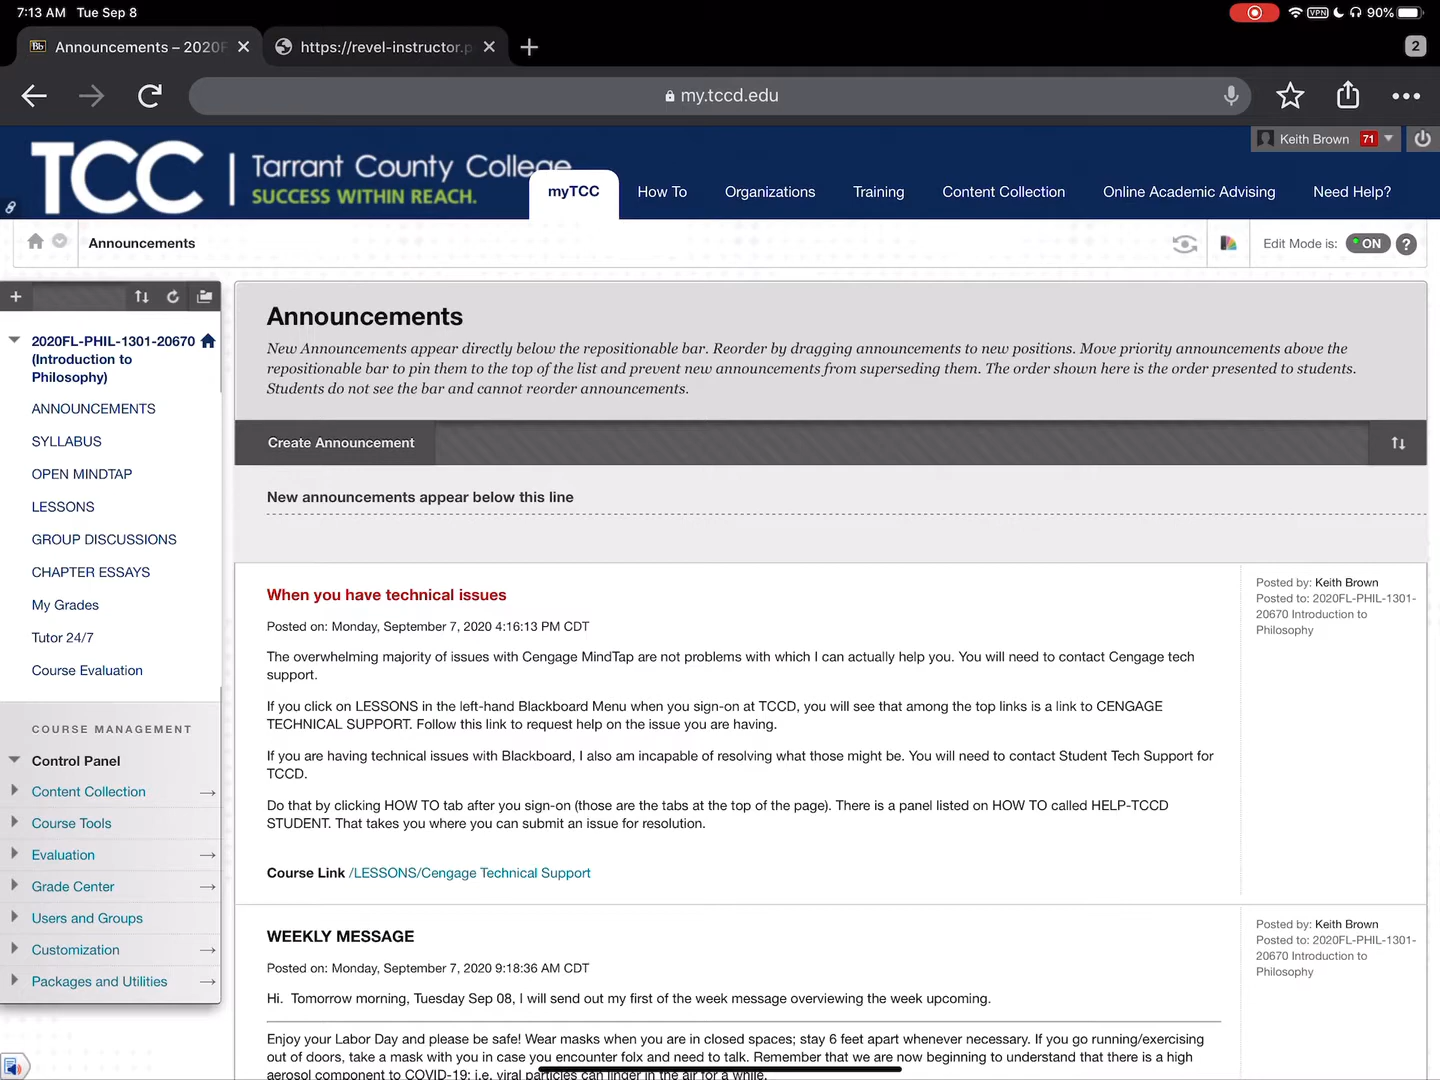 7:13 AM Tue Sep 8
VPN 90%
Bb Announcements – 2020F
https://revel-instructor.p
2
my.tccd.edu
Keith Brown 71
TCC Tarrant County College
SUCCESS WITHIN REACH.
myTCC How To Organizations Training Content Collection Online Academic Advising Need Help?
Announcements
Edit Mode is: ON ?
2020FL-PHIL-1301-20670
(Introduction to
Philosophy)
ANNOUNCEMENTS
SYLLABUS
OPEN MINDTAP
LESSONS
GROUP DISCUSSIONS
CHAPTER ESSAYS
My Grades
Tutor 24/7
Course Evaluation
COURSE MANAGEMENT
Control Panel
Content Collection
Course Tools
Evaluation
Grade Center
Users and Groups
Customization
Packages and Utilities
Announcements
New Announcements appear directly below the repositionable bar. Reorder by dragging announcements to new positions. Move priority announcements above the
repositionable bar to pin them to the top of the list and prevent new announcements from superseding them. The order shown here is the order presented to students.
Students do not see the bar and cannot reorder announcements.
Create Announcement
New announcements appear below this line
When you have technical issues
Posted on: Monday, September 7, 2020 4:16:13 PM CDT
The overwhelming majority of issues with Cengage MindTap are not problems with which I can actually help you. You will need to contact Cengage tech
support.
If you click on LESSONS in the left-hand Blackboard Menu when you sign-on at TCCD, you will see that among the top links is a link to CENGAGE
TECHNICAL SUPPORT. Follow this link to request help on the issue you are having.
If you are having technical issues with Blackboard, I also am incapable of resolving what those might be. You will need to contact Student Tech Support for
TCCD.
Do that by clicking HOW TO tab after you sign-on (those are the tabs at the top of the page). There is a panel listed on HOW TO called HELP-TCCD
STUDENT. That takes you where you can submit an issue for resolution.
Course Link /LESSONS/Cengage Technical Support
Posted by: Keith Brown
Posted to: 2020FL-PHIL-1301-
20670 Introduction to
Philosophy
WEEKLY MESSAGE
Posted on: Monday, September 7, 2020 9:18:36 AM CDT
Hi. Tomorrow morning, Tuesday Sep 08, I will send out my first of the week message overviewing the week upcoming.
Enjoy your Labor Day and please be safe! Wear masks when you are in closed spaces; stay 6 feet apart whenever necessary. If you go running/exercising
out of doors, take a mask with you in case you encounter folx and need to talk. Remember that we are now beginning to understand that there is a high
aerosol component to COVID-19; i.e. viral particles can linger in the air for a while.
Posted by: Keith Brown
Posted to: 2020FL-PHIL-1301-
20670 Introduction to
Philosophy